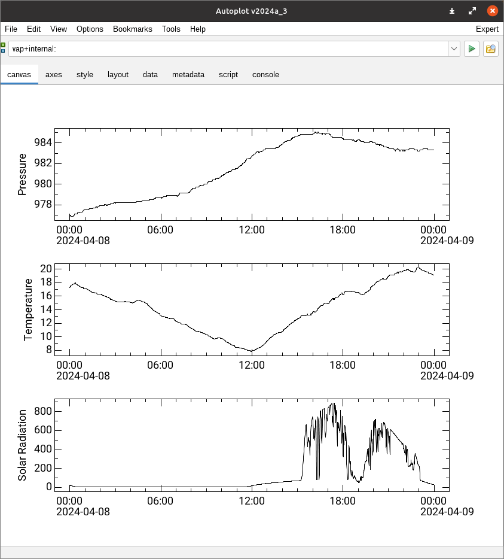 Autoplot v2024a_3
File Edit View Options Bookmarks Tools Help Expert
vap+internal:
canvas axes style layout data metadata script console
Pressure
984
982
980
978
00:00 06:00 12:00 18:00 00:00
2024-04-08 2024-04-09
Temperature
20
18
16
14
12
10
8
00:00 06:00 12:00 18:00 00:00
2024-04-08 2024-04-09
Solar Radiation
800
600
400
200
0
00:00 06:00 12:00 18:00 00:00
2024-04-08 2024-04-09